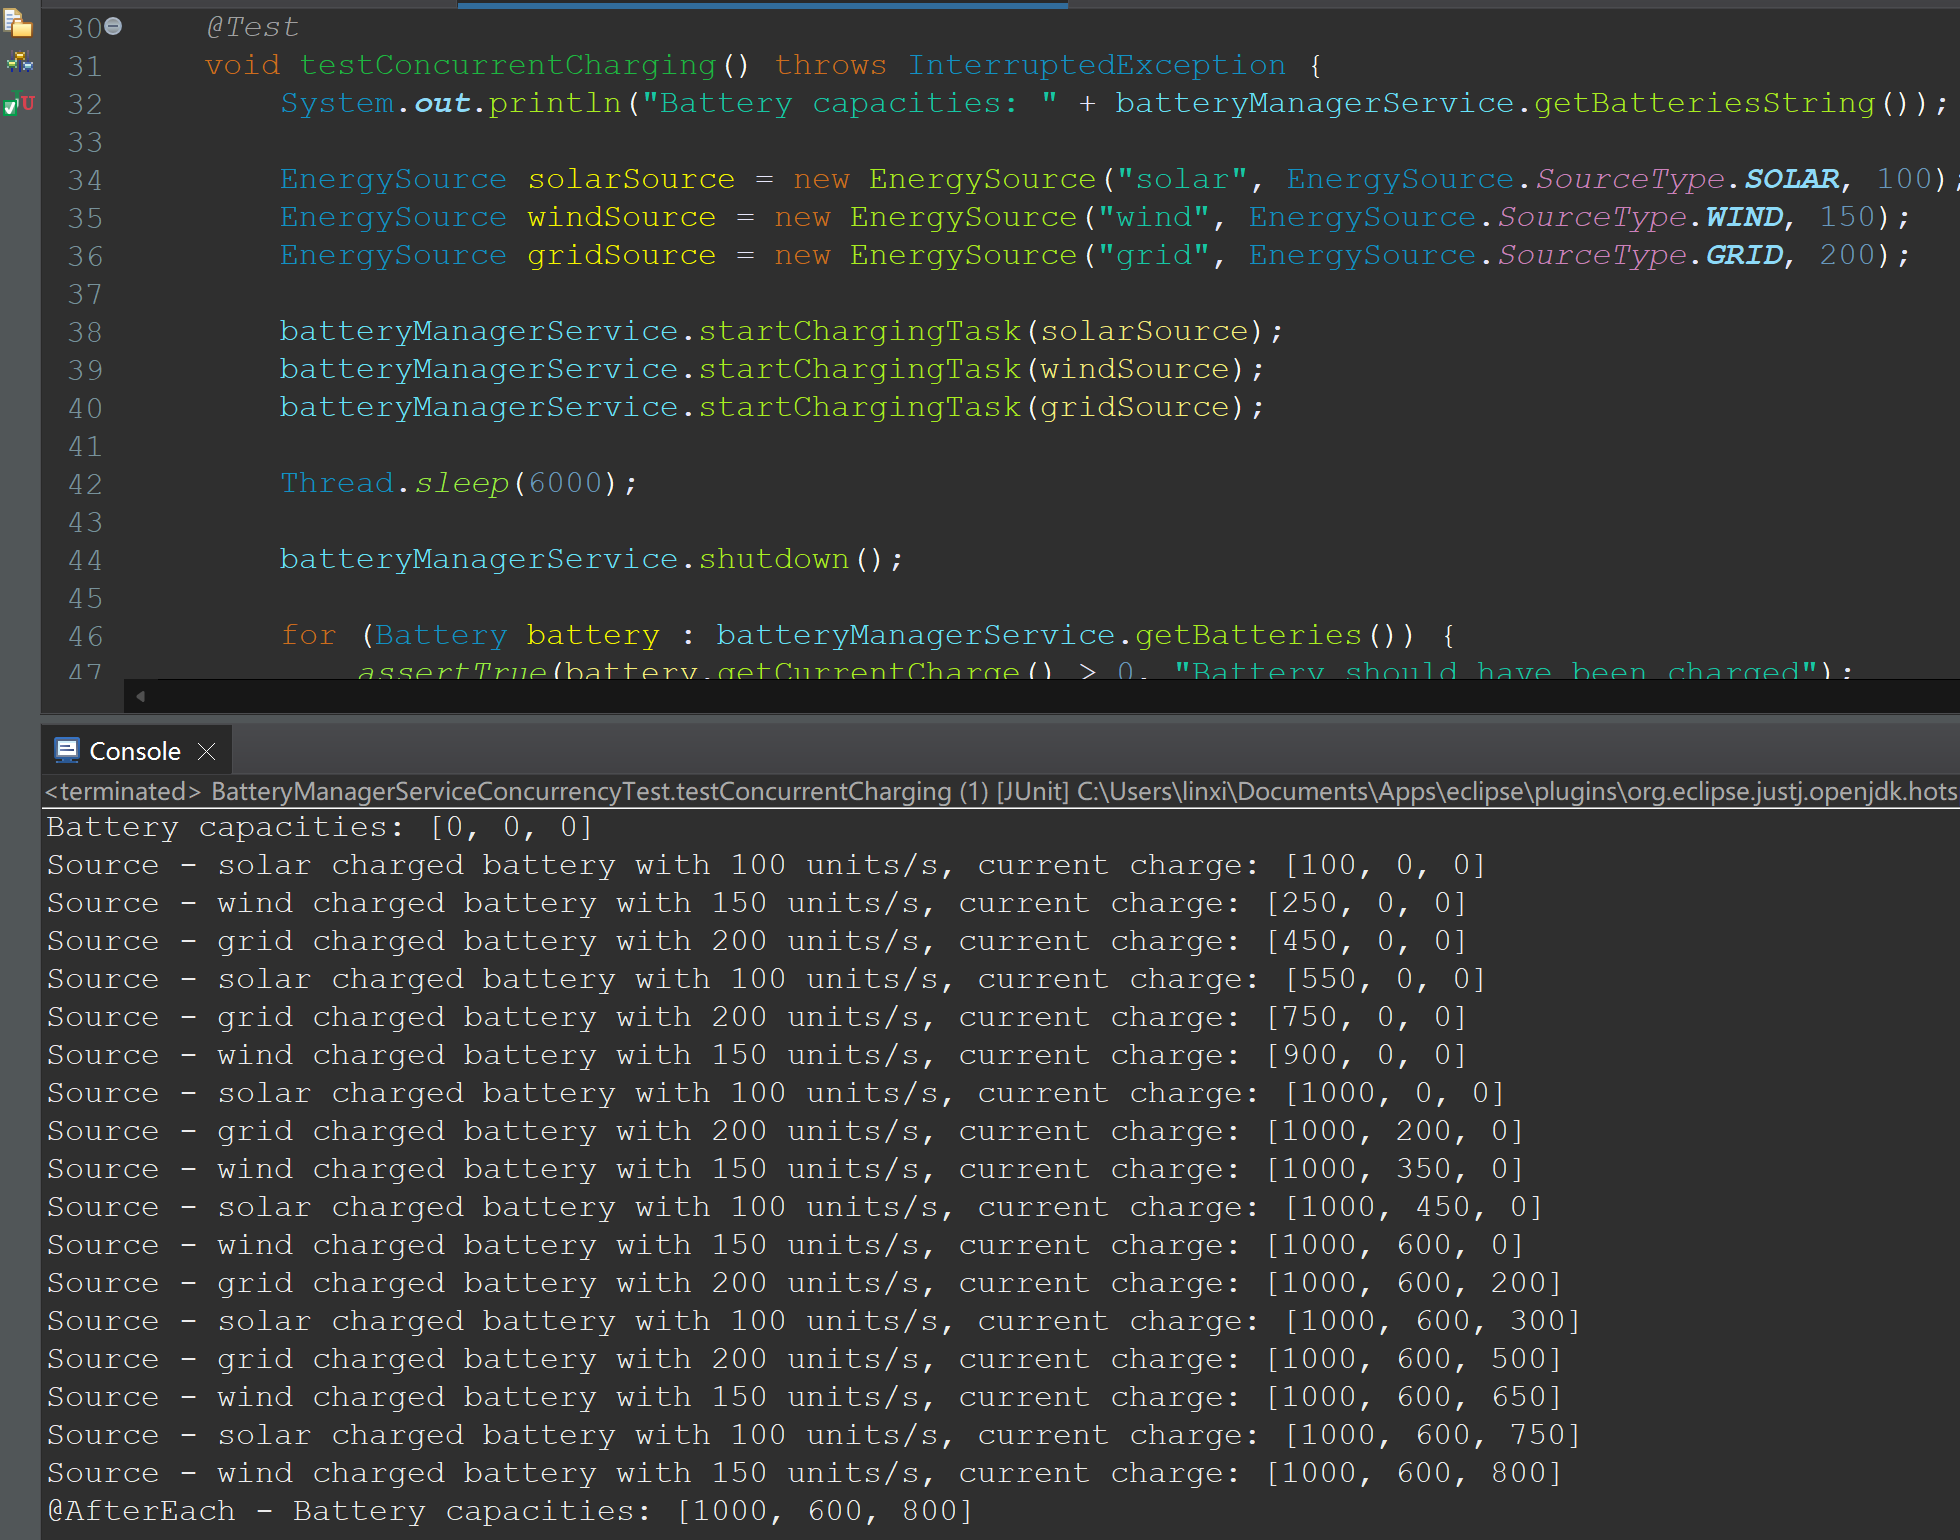 30 @Test
31 void testConcurrentCharging() throws InterruptedException {
32 System.out.println("Battery capacities: " + batteryManagerService.getBatteriesString());
33
34 EnergySource solarSource = new EnergySource("solar", EnergySource.SourceType.SOLAR, 100);
35 EnergySource windSource = new EnergySource("wind", EnergySource.SourceType.WIND, 150);
36 EnergySource gridSource = new EnergySource("grid", EnergySource.SourceType.GRID, 200);
37
38 batteryManagerService.startChargingTask(solarSource);
39 batteryManagerService.startChargingTask(windSource);
40 batteryManagerService.startChargingTask(gridSource);
41
42 Thread.sleep(6000);
43
44 batteryManagerService.shutdown();
45
46 for (Battery battery : batteryManagerService.getBatteries()) {
47 assertTrue(battery.getCurrentCharge() > 0, "Battery should have been charged");
Console
<terminated> BatteryManagerServiceConcurrencyTest.testConcurrentCharging (1) [JUnit] C:\Users\linxi\Documents\Apps\eclipse\plugins\org.eclipse.justj.openjdk.hots
Battery capacities: [0, 0, 0]
Source - solar charged battery with 100 units/s, current charge: [100, 0, 0]
Source - wind charged battery with 150 units/s, current charge: [250, 0, 0]
Source - grid charged battery with 200 units/s, current charge: [450, 0, 0]
Source - solar charged battery with 100 units/s, current charge: [550, 0, 0]
Source - grid charged battery with 200 units/s, current charge: [750, 0, 0]
Source - wind charged battery with 150 units/s, current charge: [900, 0, 0]
Source - solar charged battery with 100 units/s, current charge: [1000, 0, 0]
Source - grid charged battery with 200 units/s, current charge: [1000, 200, 0]
Source - wind charged battery with 150 units/s, current charge: [1000, 350, 0]
Source - solar charged battery with 100 units/s, current charge: [1000, 450, 0]
Source - wind charged battery with 150 units/s, current charge: [1000, 600, 0]
Source - grid charged battery with 200 units/s, current charge: [1000, 600, 200]
Source - solar charged battery with 100 units/s, current charge: [1000, 600, 300]
Source - grid charged battery with 200 units/s, current charge: [1000, 600, 500]
Source - wind charged battery with 150 units/s, current charge: [1000, 600, 650]
Source - solar charged battery with 100 units/s, current charge: [1000, 600, 750]
Source - wind charged battery with 150 units/s, current charge: [1000, 600, 800]
@AfterEach - Battery capacities: [1000, 600, 800]